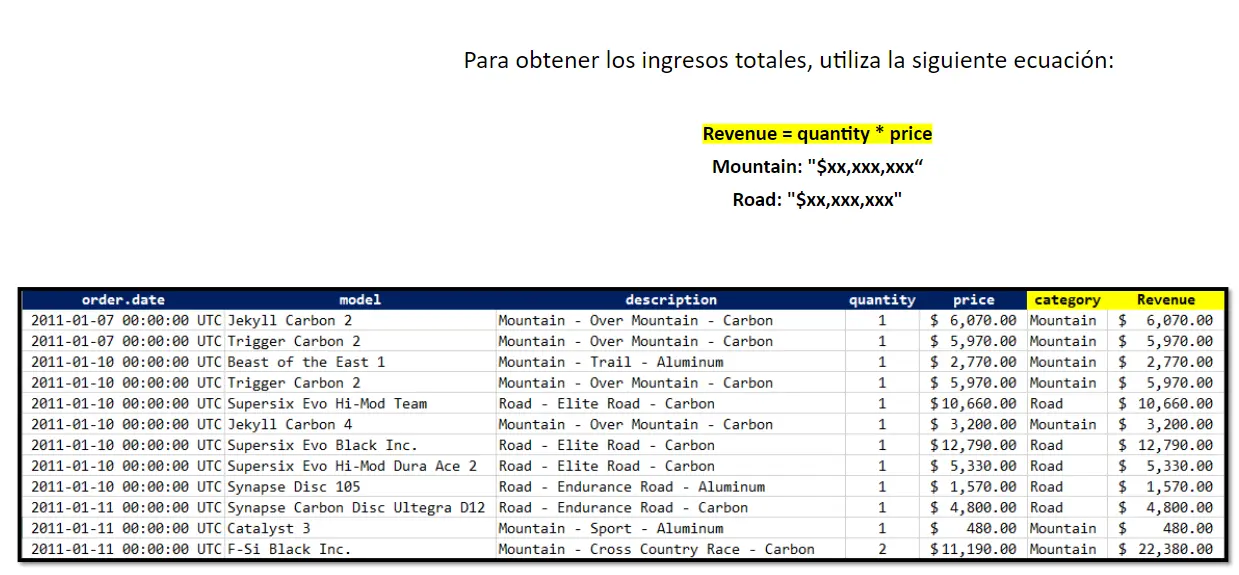 Para obtener los ingresos totales, utiliza la siguiente ecuación:
Revenue = quantity * price
Mountain: "$xx,xxx,xxx“
Road: "$xx,xxx,xxx"
order.date model description quantity price category Revenue
2011-01-07 00:00:00 UTC Jekyll Carbon 2 Mountain - Over Mountain - Carbon 1 $ 6,070.00 Mountain $ 6,070.00
2011-01-07 00:00:00 UTC Trigger Carbon 2 Mountain - Over Mountain - Carbon 1 $ 5,970.00 Mountain $ 5,970.00
2011-01-10 00:00:00 UTC Beast of the East 1 Mountain - Trail - Aluminum 1 $ 2,770.00 Mountain $ 2,770.00
2011-01-10 00:00:00 UTC Trigger Carbon 2 Mountain - Over Mountain - Carbon 1 $ 5,970.00 Mountain $ 5,970.00
2011-01-10 00:00:00 UTC Supersix Evo Hi-Mod Team Road - Elite Road - Carbon 1 $10,660.00 Road $ 10,660.00
2011-01-10 00:00:00 UTC Jekyll Carbon 4 Mountain - Over Mountain - Carbon 1 $ 3,200.00 Mountain $ 3,200.00
2011-01-10 00:00:00 UTC Supersix Evo Black Inc. Road - Elite Road - Carbon 1 $12,790.00 Road $ 12,790.00
2011-01-10 00:00:00 UTC Supersix Evo Hi-Mod Dura Ace 2 Road - Elite Road - Carbon 1 $ 5,330.00 Road $ 5,330.00
2011-01-10 00:00:00 UTC Synapse Disc 105 Road - Endurance Road - Aluminum 1 $ 1,570.00 Road $ 1,570.00
2011-01-11 00:00:00 UTC Synapse Carbon Disc Ultegra D12 Road - Endurance Road - Carbon 1 $ 4,800.00 Road $ 4,800.00
2011-01-11 00:00:00 UTC Catalyst 3 Mountain - Sport - Aluminum 1 $ 480.00 Mountain $ 480.00
2011-01-11 00:00:00 UTC F-Si Black Inc. Mountain - Cross Country Race - Carbon 2 $11,190.00 Mountain $ 22,380.00